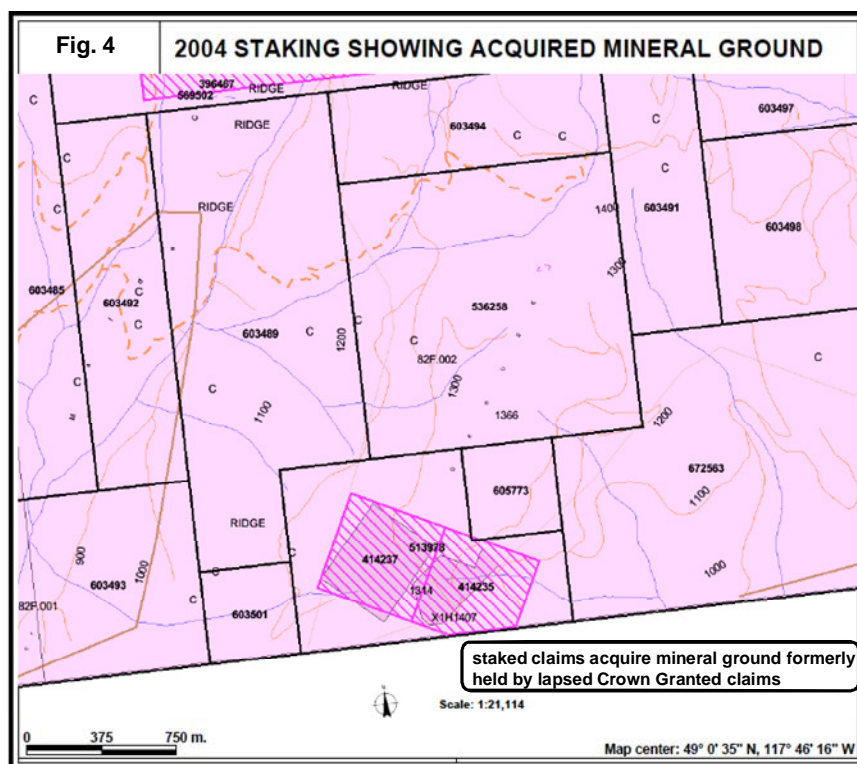 Fig. 4
2004 STAKING SHOWING ACQUIRED MINERAL GROUND
396467
RIDGE
RIDGE
569502
C
603497
RIDGE
603494
C
C
C
C
C
603491
RIDGE
C
1400
603498
1300
603485
603492
C
C
536258
603489
C
1200
C
C
82F.002
C
C
1300
C
1100
1366
1200
672563
605773
1100
RIDGE
513978
900
1000
603493
C
C
414237
414235
1000
82F.001
C
603501
1314
X1H1407
staked claims acquire mineral ground formerly
held by lapsed Crown Granted claims
Scale: 1:21,114
0 375 750 m.
Map center: 49° 0' 35" N, 117° 46' 16" W